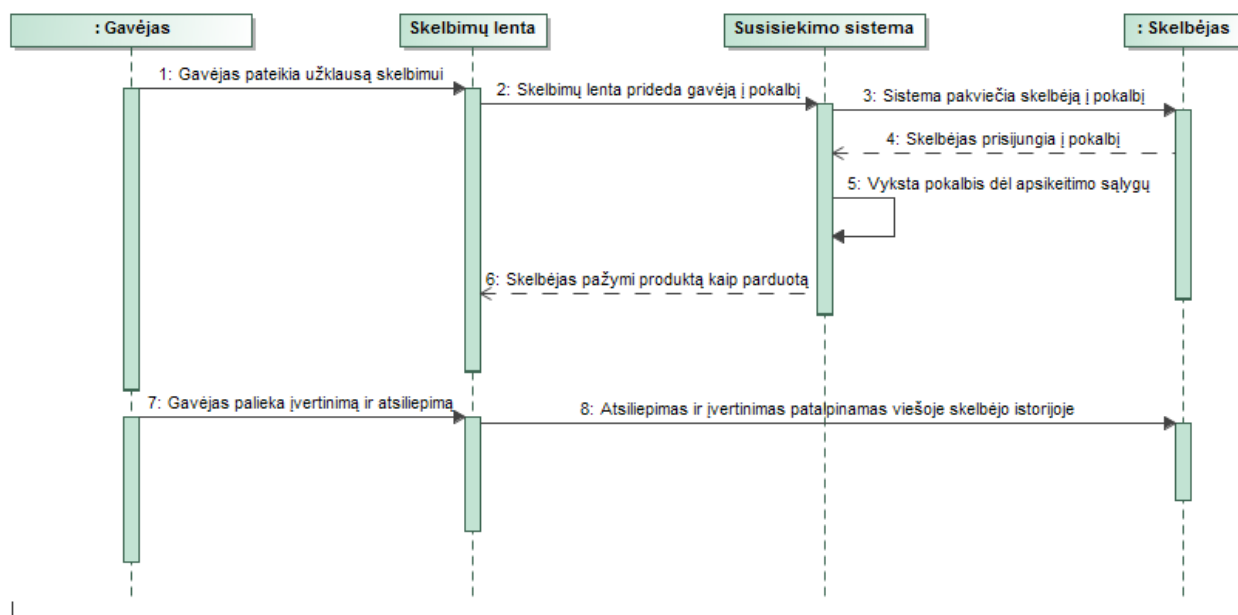 : Gavėjas
Skelbimų lenta
Susisiekimo sistema
: Skelbėjas
1: Gavėjas pateikia užklausą skelbimui
2: Skelbimų lenta prideda gavėją į pokalbį
3: Sistema pakviečia skelbėją į pokalbį
4: Skelbėjas prisijungia į pokalbį
5: Vyksta pokalbis dėl apsikeitimo sąlygų
6: Skelbėjas pažymi produktą kaip parduotą
7: Gavėjas palieka įvertinimą ir atsiliepimą
8: Atsiliepimas ir įvertinimas patalpinamas viešoje skelbėjo istorijoje